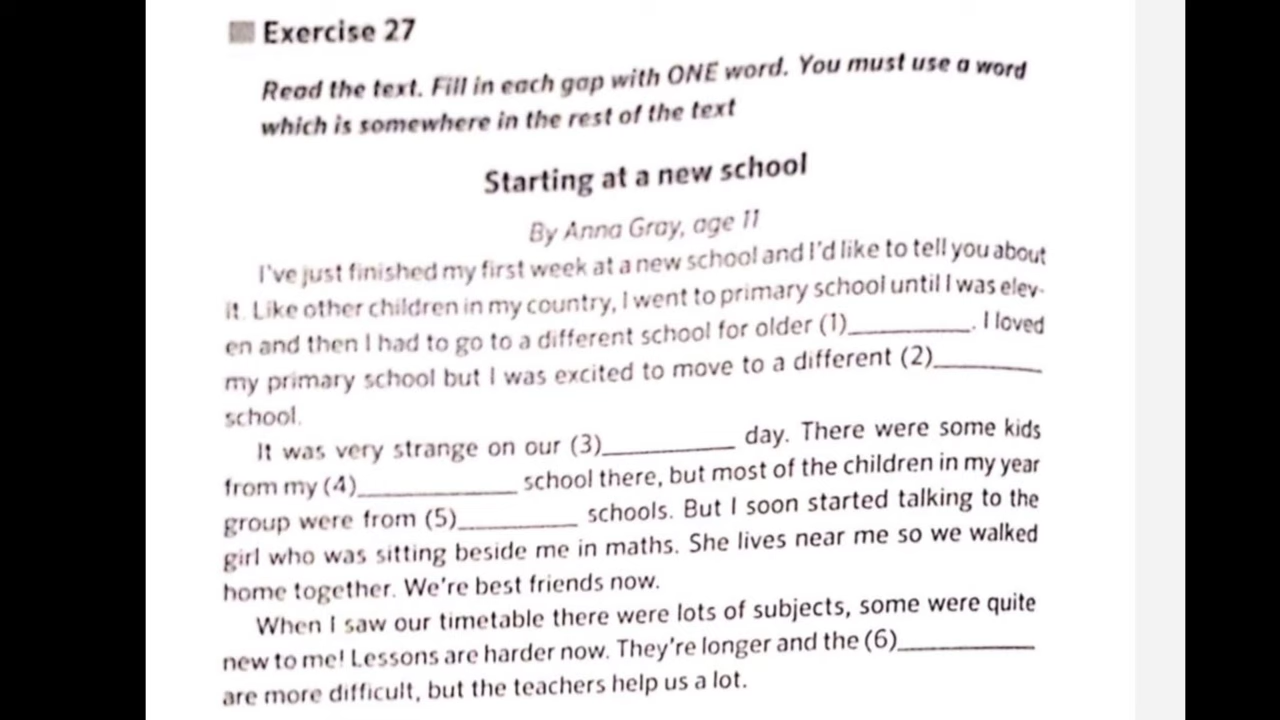 Exercise 27
Read the text. Fill in each gap with ONE word. You must use a word
which is somewhere in the rest of the text
Starting at a new school
By Anna Gray, age 11
I've just finished my first week at a new school and I'd like to tell you about
it. Like other children in my country, I went to primary school until I was elev-
en and then I had to go to a different school for older (1)__________. I loved
my primary school but I was excited to move to a different (2)__________
school.
It was very strange on our (3)__________ day. There were some kids
from my (4)__________ school there, but most of the children in my year
group were from (5)__________ schools. But I soon started talking to the
girl who was sitting beside me in maths. She lives near me so we walked
home together. We're best friends now.
When I saw our timetable there were lots of subjects, some were quite
new to me! Lessons are harder now. They're longer and the (6)__________
are more difficult, but the teachers help us a lot.